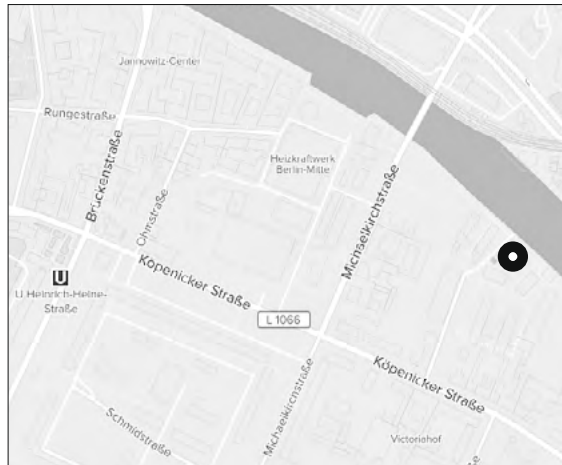 Jannowitz-Center
Rungestraße
Brückenstraße
Ohmstraße
Heizkraftwerk
Berlin-Mitte
Michaelkirchstraße
Köpenicker Straße
U
U Heinrich-Heine-
Straße
L 1066
Köpenicker Straße
Michaelkirchstraße
Schmidstraße
Victoriahof